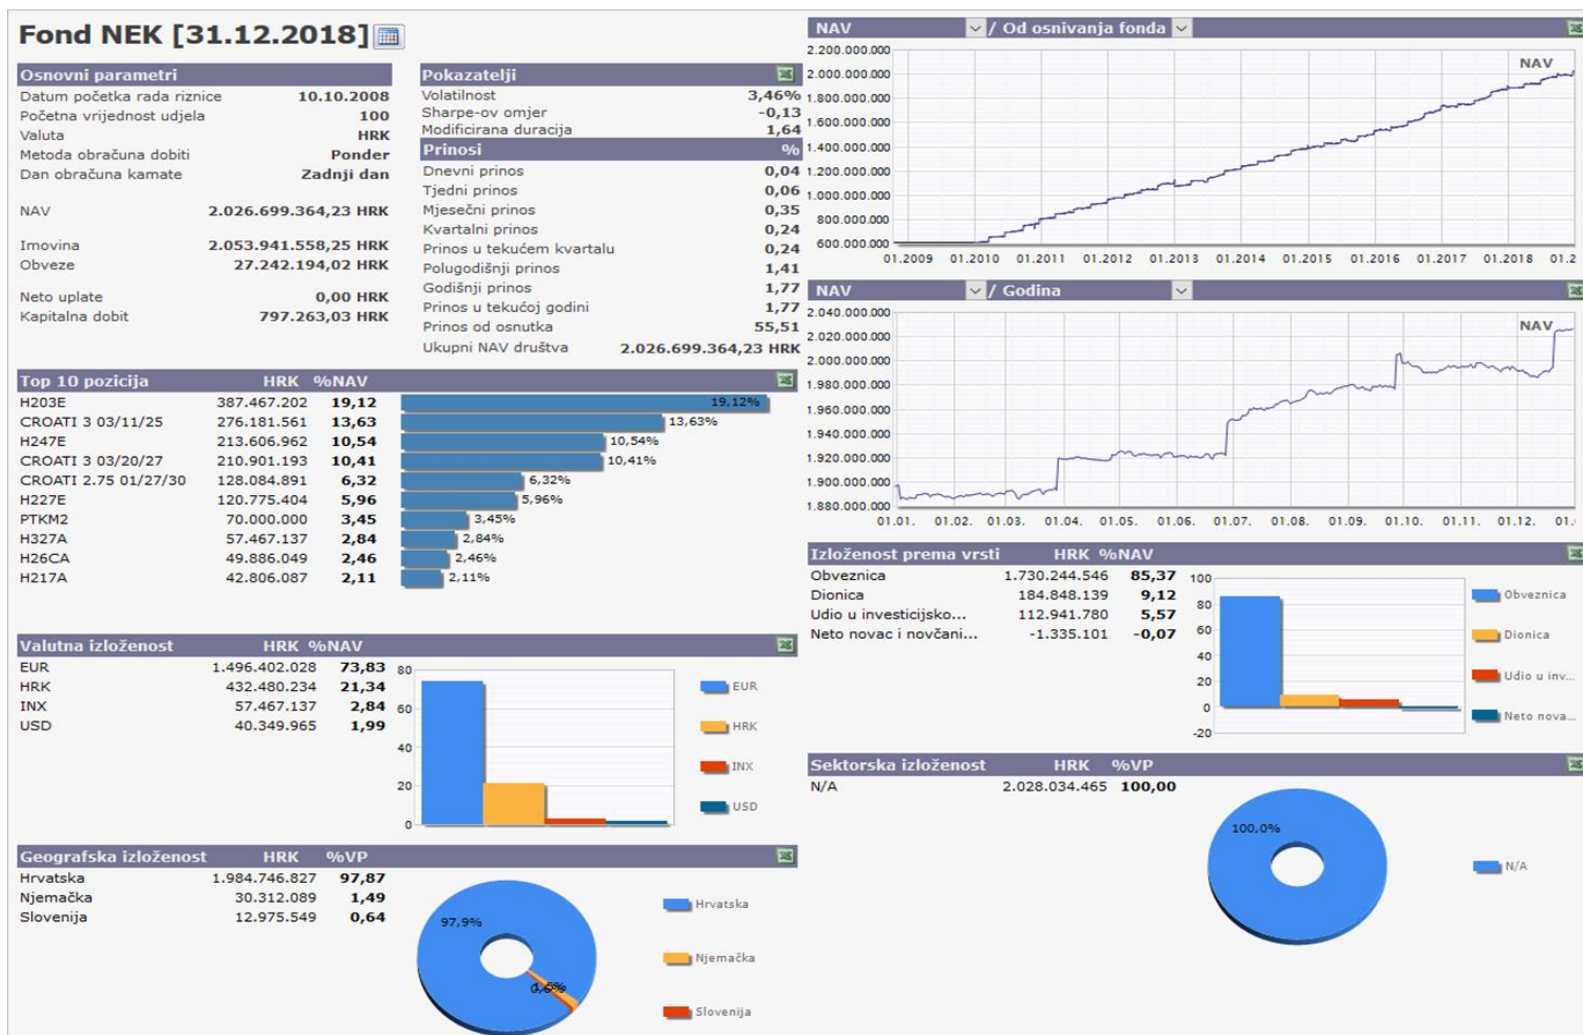 Fond NEK [31.12.2018]
Osnovni parametri
Datum početka rada riznice 10.10.2008
Početna vrijednost udjela 100
Valuta HRK
Metoda obračuna dobiti Ponder
Dan obračuna kamate Zadnji dan
NAV 2.026.699.364,23 HRK
Imovina 2.053.941.558,25 HRK
Obveze 27.242.194,02 HRK
Neto uplate 0,00 HRK
Kapitalna dobit 797.263,03 HRK
Pokazatelji
Volatilnost 3,46%
Sharpe-ov omjer -0,13
Modificirana duracija 1,64
Prinosi %
Dnevni prinos 0,04
Tjedni prinos 0,06
Mjesečni prinos 0,35
Kvartalni prinos 0,24
Prinos u tekućem kvartalu 0,24
Polugodišnji prinos 1,41
Godišnji prinos 1,77
Prinos u tekućoj godini 1,77
Prinos od osnutka 55,51
Ukupni NAV društva 2.026.699.364,23 HRK
Top 10 pozicija HRK %NAV
H203E 387.467.202 19,12 19,12%
CROATI 3 03/11/25 276.181.561 13,63 13,63%
H247E 213.606.962 10,54 10,54%
CROATI 3 03/20/27 210.901.193 10,41 10,41%
CROATI 2.75 01/27/30 128.084.891 6,32 6,32%
H227E 120.775.404 5,96 5,96%
PTKM2 70.000.000 3,45 3,45%
H327A 57.467.137 2,84 2,84%
H26CA 49.886.049 2,46 2,46%
H217A 42.806.087 2,11 2,11%
Valutna izloženost HRK %NAV
EUR 1.496.402.028 73,83
HRK 432.480.234 21,34
INX 57.467.137 2,84
USD 40.349.965 1,99
80
60
40
20
0
EUR
HRK
INX
USD
Geografska izloženost HRK %VP
Hrvatska 1.984.746.827 97,87
Njemačka 30.312.089 1,49
Slovenija 12.975.549 0,64
97,9%
Hrvatska
Njemačka
Slovenija
NAV / Od osnivanja fonda
2.200.000.000
2.000.000.000
1.800.000.000
1.600.000.000
1.400.000.000
1.200.000.000
1.000.000.000
800.000.000
600.000.000
NAV
01.2009 01.2010 01.2011 01.2012 01.2013 01.2014 01.2015 01.2016 01.2017 01.2018 01.2
NAV / Godina
2.040.000.000
2.020.000.000
2.000.000.000
1.980.000.000
1.960.000.000
1.940.000.000
1.920.000.000
1.900.000.000
1.880.000.000
NAV
01.01. 01.02. 01.03. 01.04. 01.05. 01.06. 01.07. 01.08. 01.09. 01.10. 01.11. 01.12. 01.
Izloženost prema vrsti HRK %NAV
Obveznica 1.730.244.546 85,37
Dionica 184.848.139 9,12
Udio u investicijsko... 112.941.780 5,57
Neto novac i novčani... -1.335.101 -0,07
100
80
60
40
20
0
-20
Obveznica
Dionica
Udio u inv...
Neto nova...
Sektorska izloženost HRK %VP
N/A 2.028.034.465 100,00
100,0%
N/A